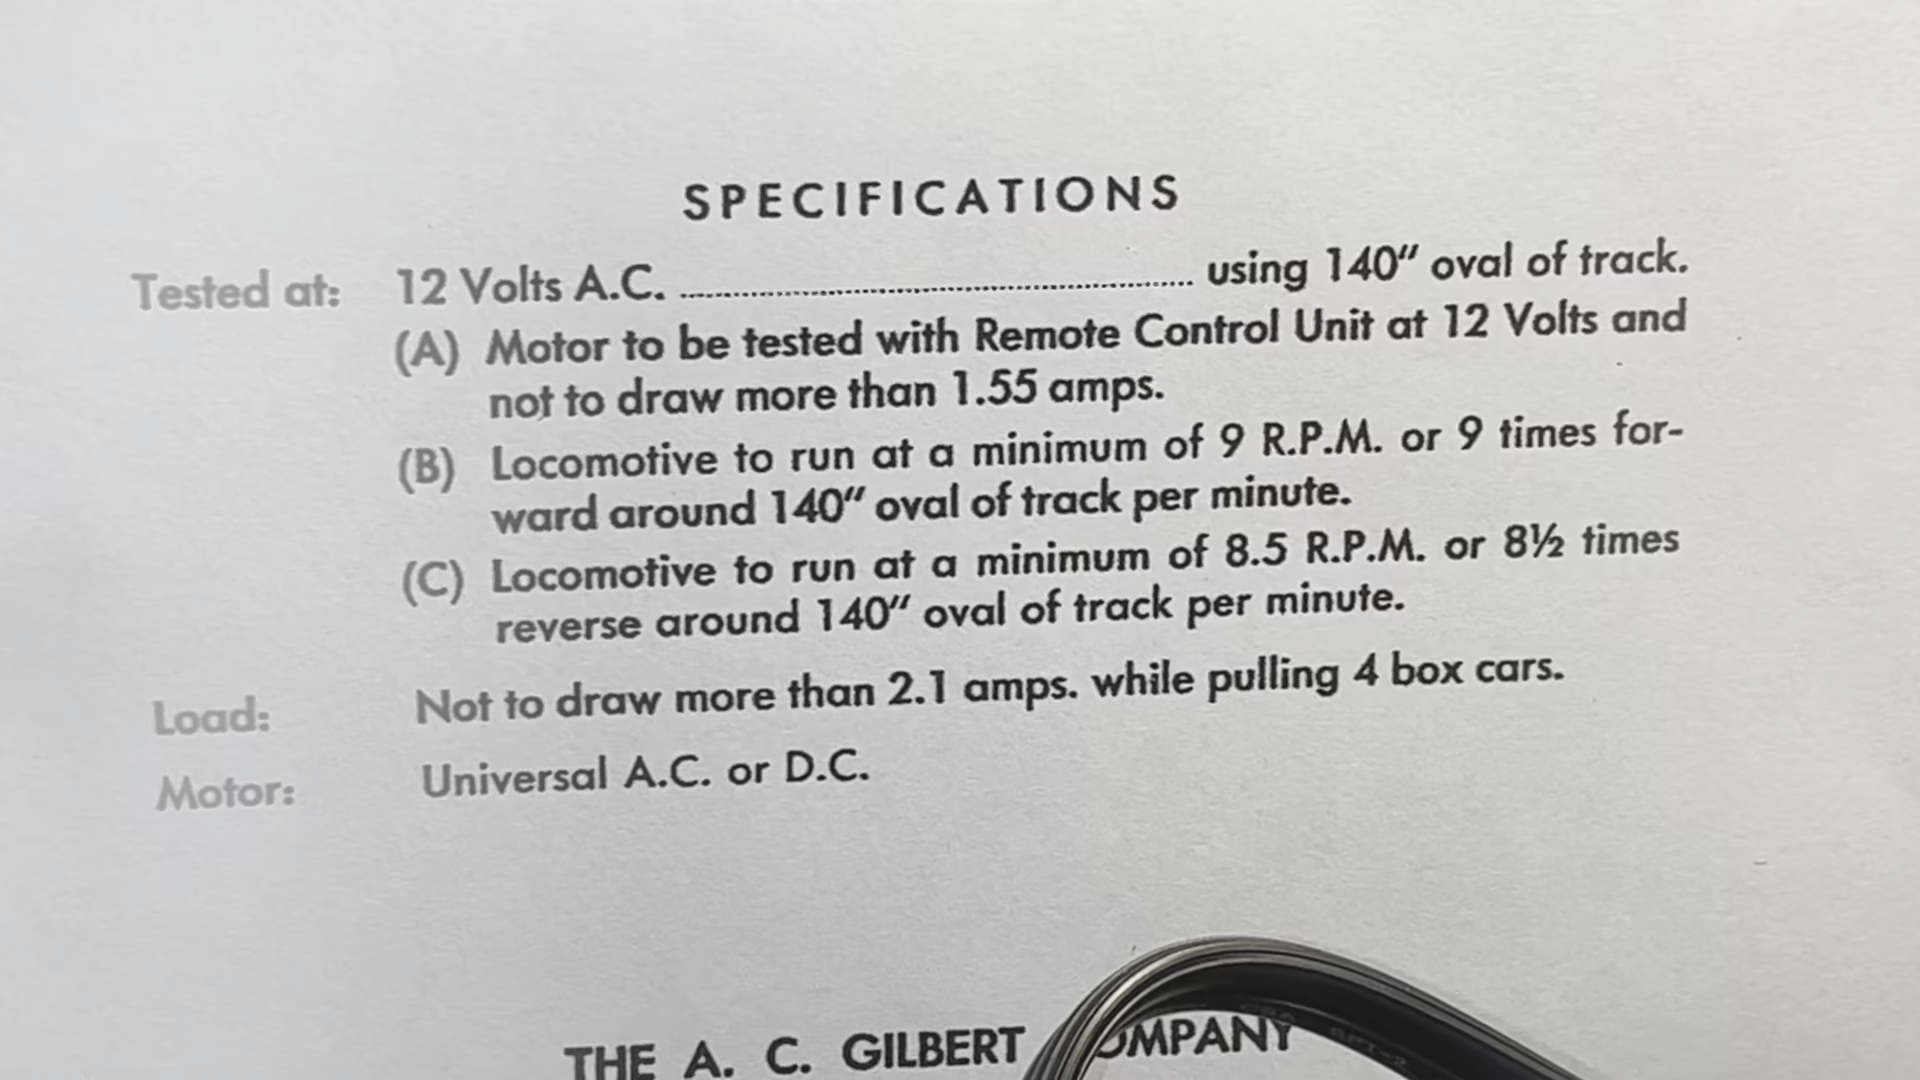 SPECIFICATIONS
Tested at: 12 Volts A.C. ........................................ using 140" oval of track.
(A) Motor to be tested with Remote Control Unit at 12 Volts and
not to draw more than 1.55 amps.
(B) Locomotive to run at a minimum of 9 R.P.M. or 9 times for-
ward around 140" oval of track per minute.
(C) Locomotive to run at a minimum of 8.5 R.P.M. or 8½ times
reverse around 140" oval of track per minute.
Load: Not to draw more than 2.1 amps. while pulling 4 box cars.
Motor: Universal A.C. or D.C.
THE A. C. GILBERT OMPANY